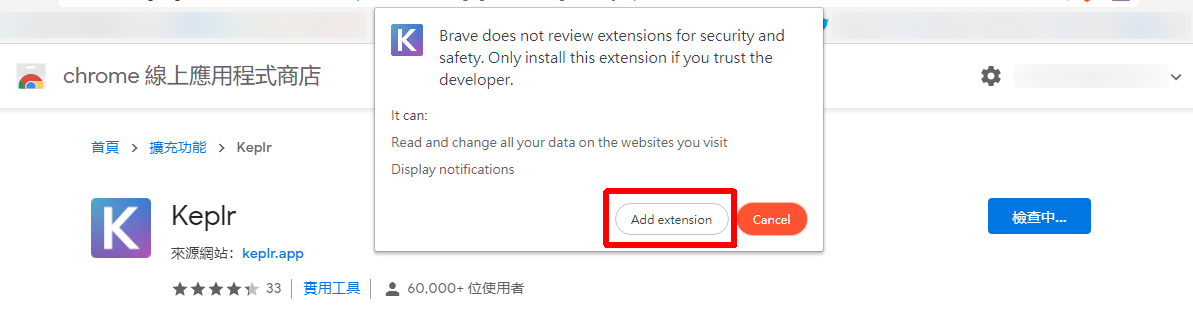 Brave does not review extensions for security and
safety. Only install this extension if you trust the
developer.
chrome 線上應用程式商店
It can:
Read and change all your data on the websites you visit
Display notifications
首頁 > 擴充功能 > Keplr
Add extension
Cancel
Keplr
檢查中...
來源網站: keplr.app
33 實用工具 60,000+ 位使用者